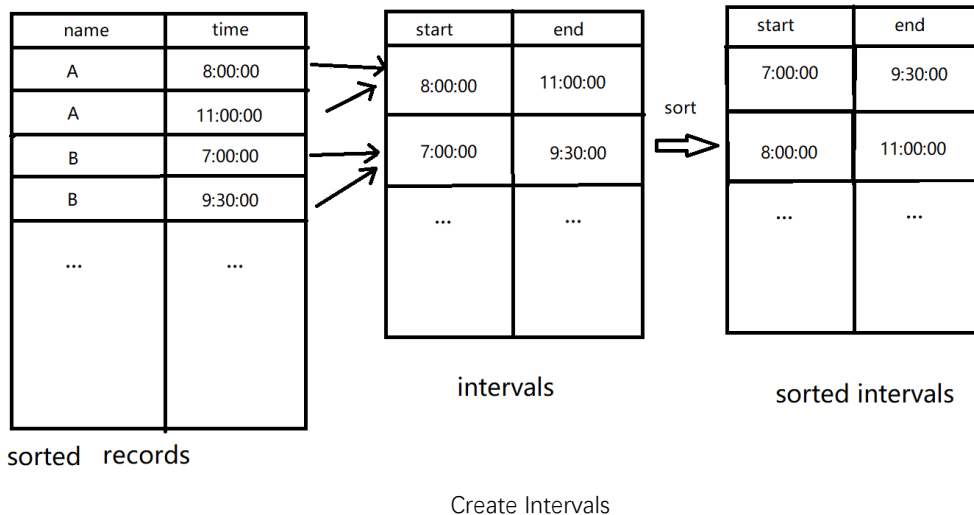 name time
A 8:00:00
A 11:00:00
B 7:00:00
B 9:30:00
... ...
sorted records
start end
8:00:00 11:00:00
7:00:00 9:30:00
... ...
intervals
sort
start end
7:00:00 9:30:00
8:00:00 11:00:00
... ...
sorted intervals
Create Intervals